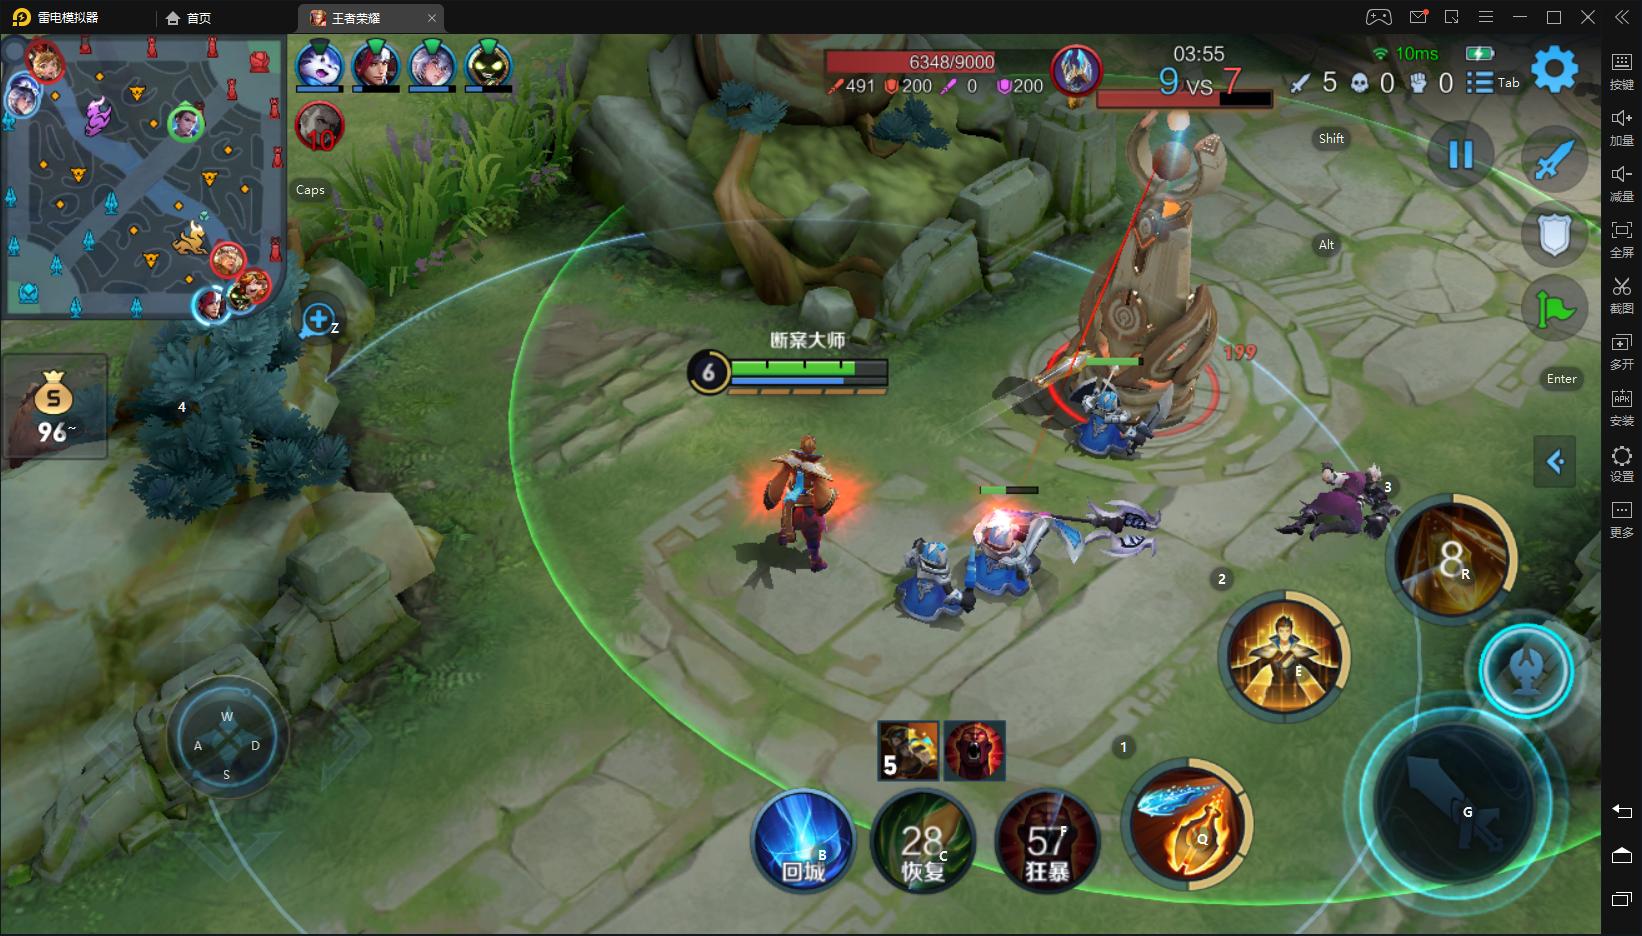 雷电模拟器
首页
王者荣耀
×
6348/9000
491 200 0 200
03:55
9 VS 7
10ms
5 0 0 Tab
10
Caps
Shift
Alt
Enter
Z
S
96~
4
断案大师
6
199
3
8
R
2
E
1
5
W
A D
S
回城 B
28 C
恢复
57 F
狂暴
Q
G
按键
加量
减量
全屏
截图
多开
APK
安装
设置
更多